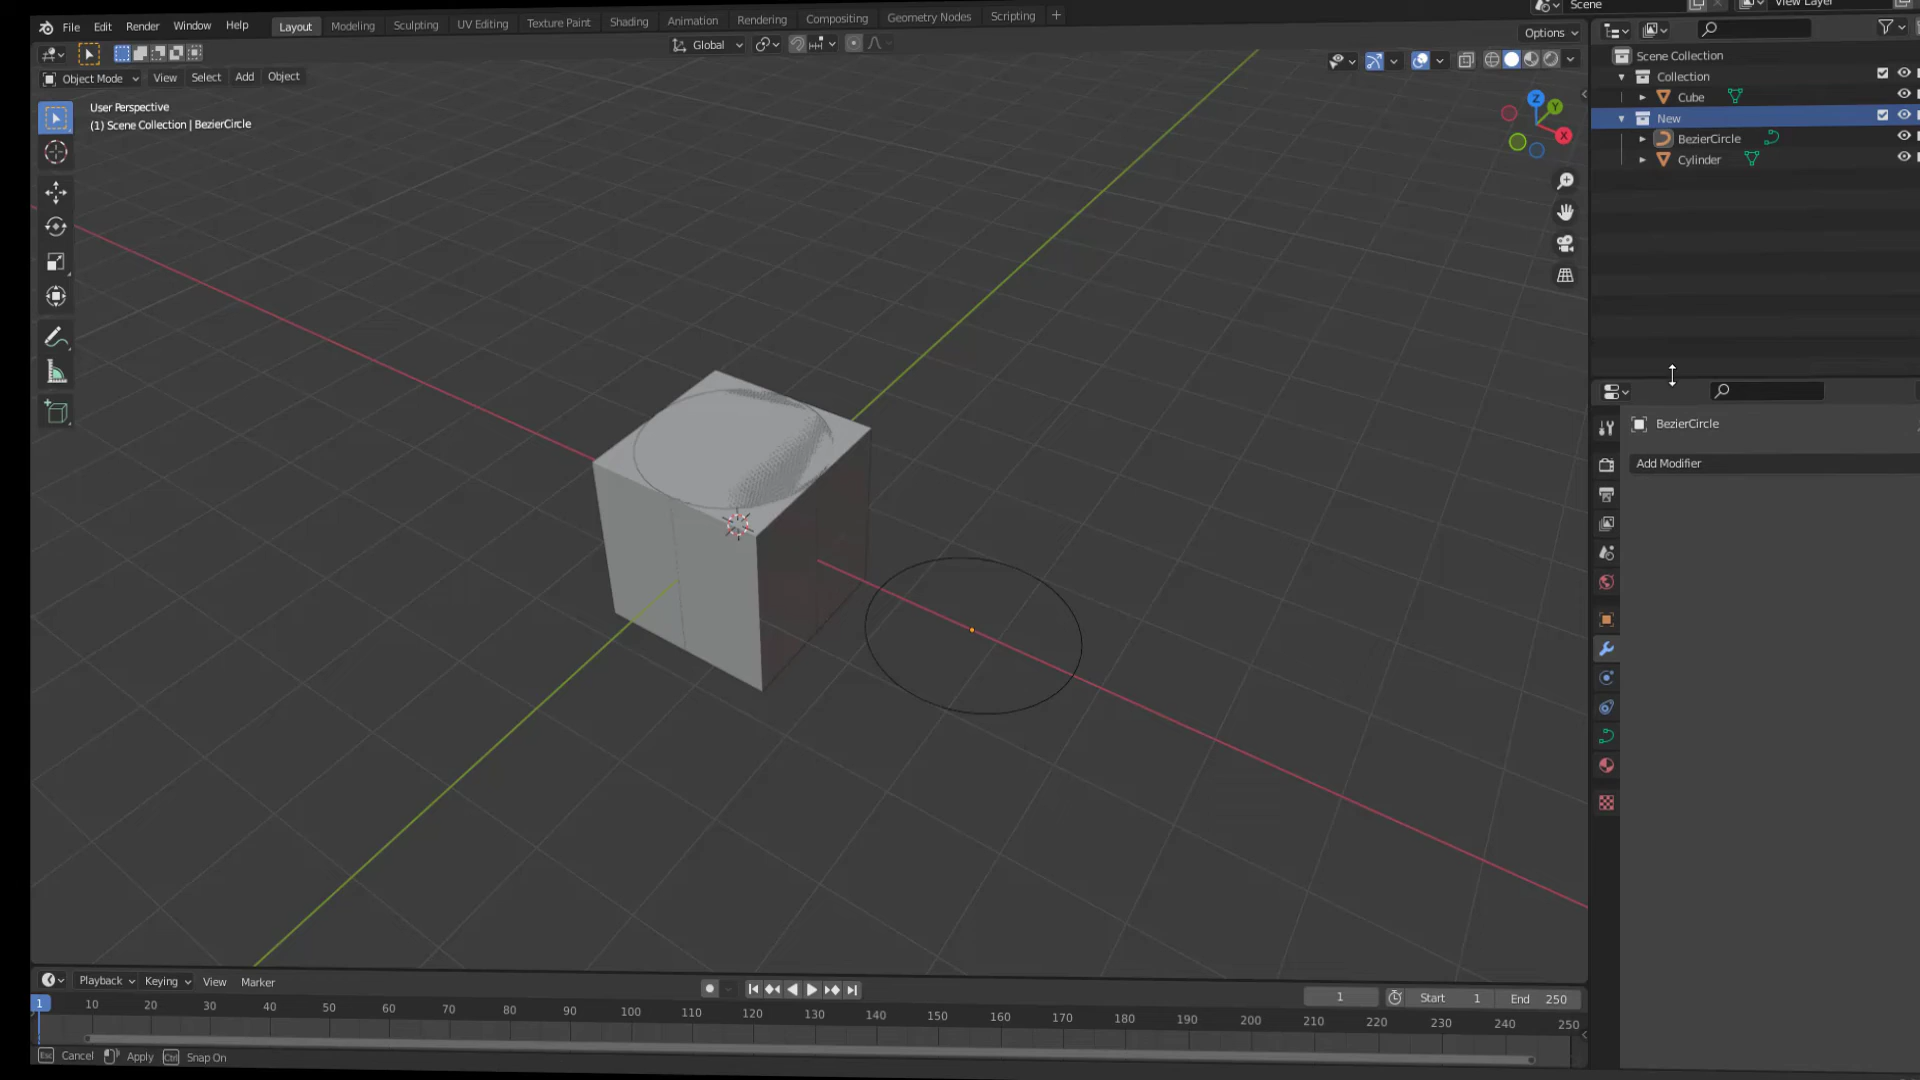 File Edit Render Window Help Layout Modeling Sculpting UV Editing Texture Paint Shading Animation Rendering Compositing Geometry Nodes Scripting + Scene View Layer
Global Options
Object Mode View Select Add Object
User Perspective
(1) Scene Collection | BezierCircle
Z Y X
Scene Collection
Collection
Cube
New
BezierCircle
Cylinder
BezierCircle
Add Modifier
Playback Keying View Marker 1 Start 1 End 250
1 10 20 30 40 50 60 70 80 90 100 110 120 130 140 150 160 170 180 190 200 210 220 230 240 250
Esc Cancel Apply Ctrl Snap On